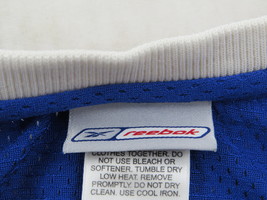 Reebok
CLOTHES TOGETHER. DO
NOT USE BLEACH OR
SOFTENER. TUMBLE DRY
LOW HEAT. REMOVE
PROMPTLY. DO NOT DRY
CLEAN. USE COOL IRON.